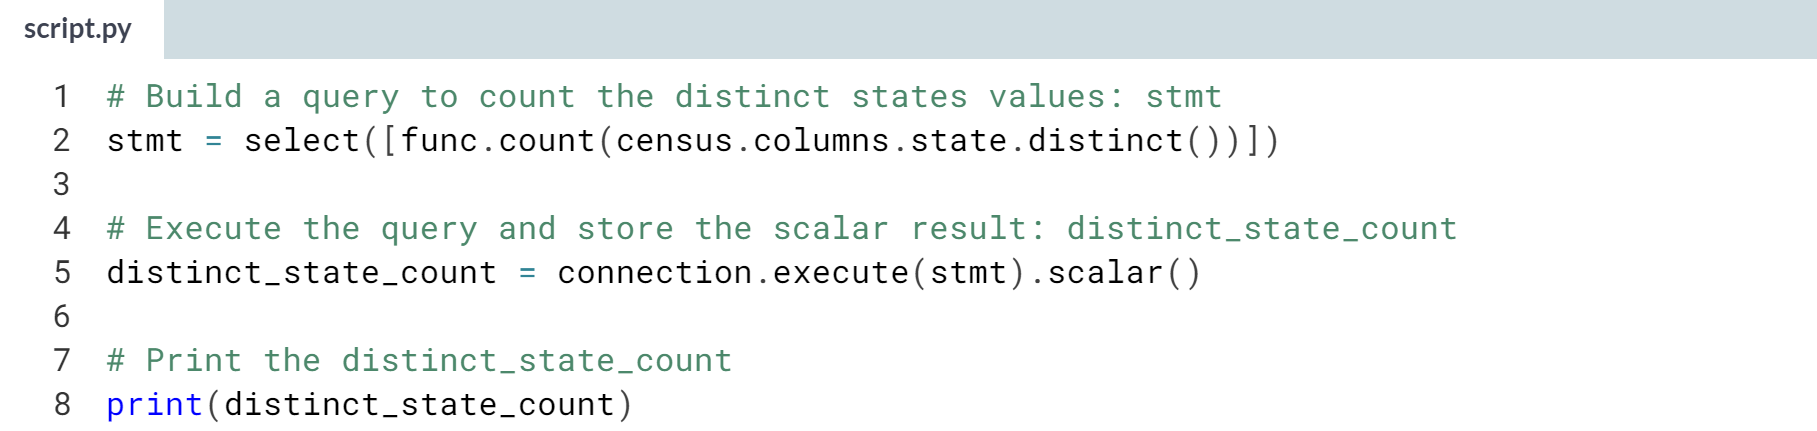 script.py
1 # Build a query to count the distinct states values: stmt
2 stmt = select([func.count(census.columns.state.distinct())])
3
4 # Execute the query and store the scalar result: distinct_state_count
5 distinct_state_count = connection.execute(stmt).scalar()
6
7 # Print the distinct_state_count
8 print(distinct_state_count)